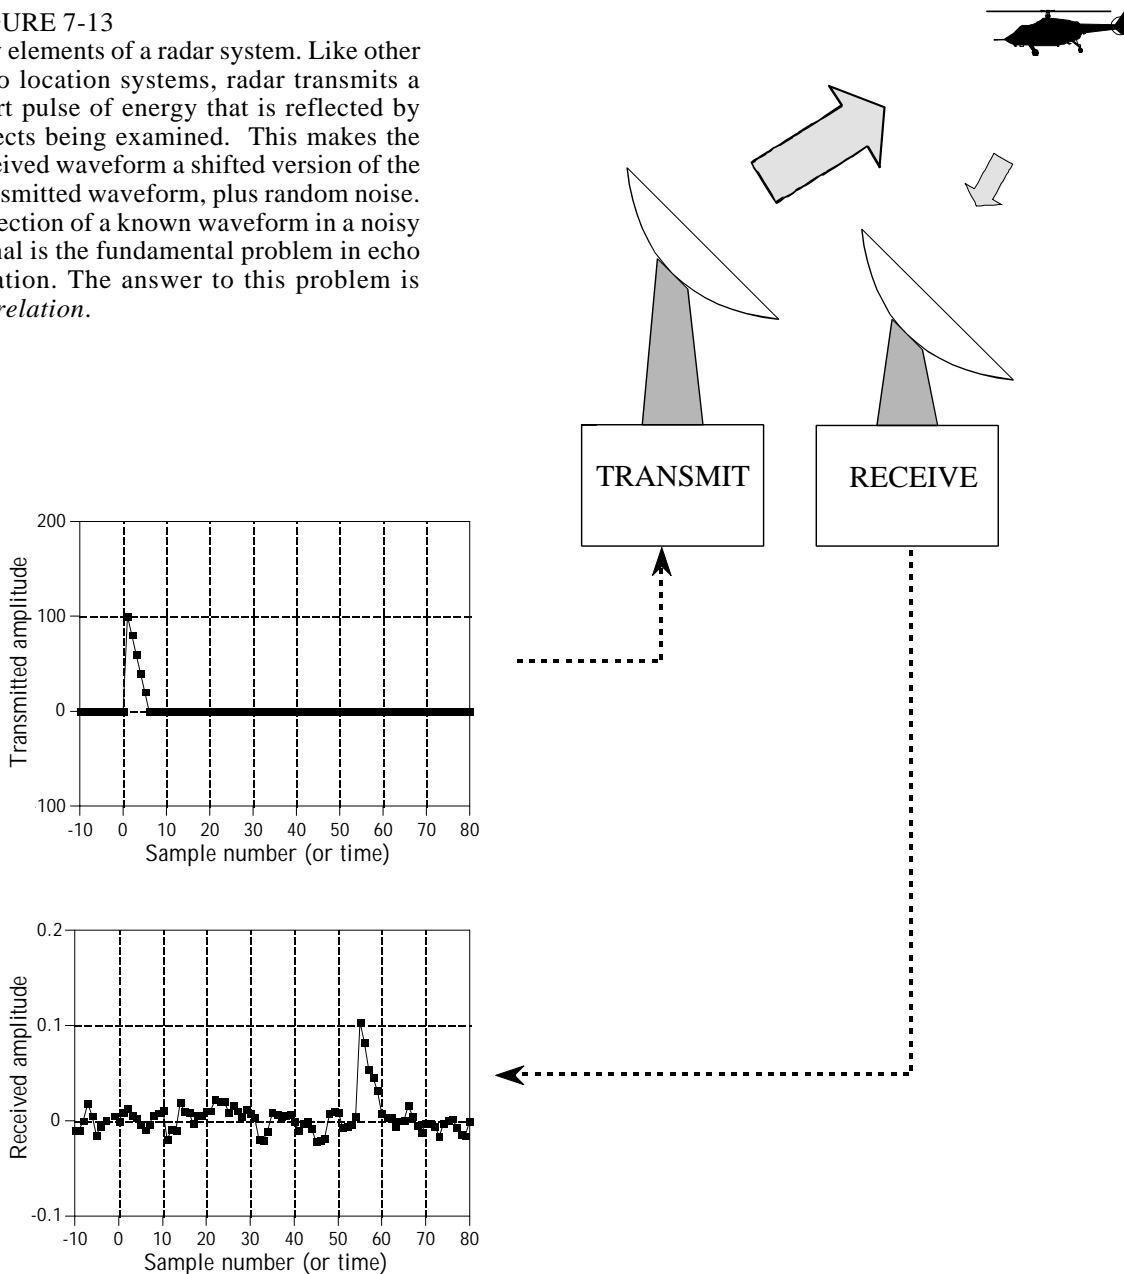 URE 7-13
y elements of a radar system. Like other
o location systems, radar transmits a
rt pulse of energy that is reflected by
ects being examined. This makes the
eived waveform a shifted version of the
smitted waveform, plus random noise.
ection of a known waveform in a noisy
nal is the fundamental problem in echo
ation. The answer to this problem is
relation.
TRANSMIT
RECEIVE
Transmitted amplitude
200
100
0
100
-10 0 10 20 30 40 50 60 70 80
Sample number (or time)
Received amplitude
0.2
0.1
0
-0.1
-10 0 10 20 30 40 50 60 70 80
Sample number (or time)